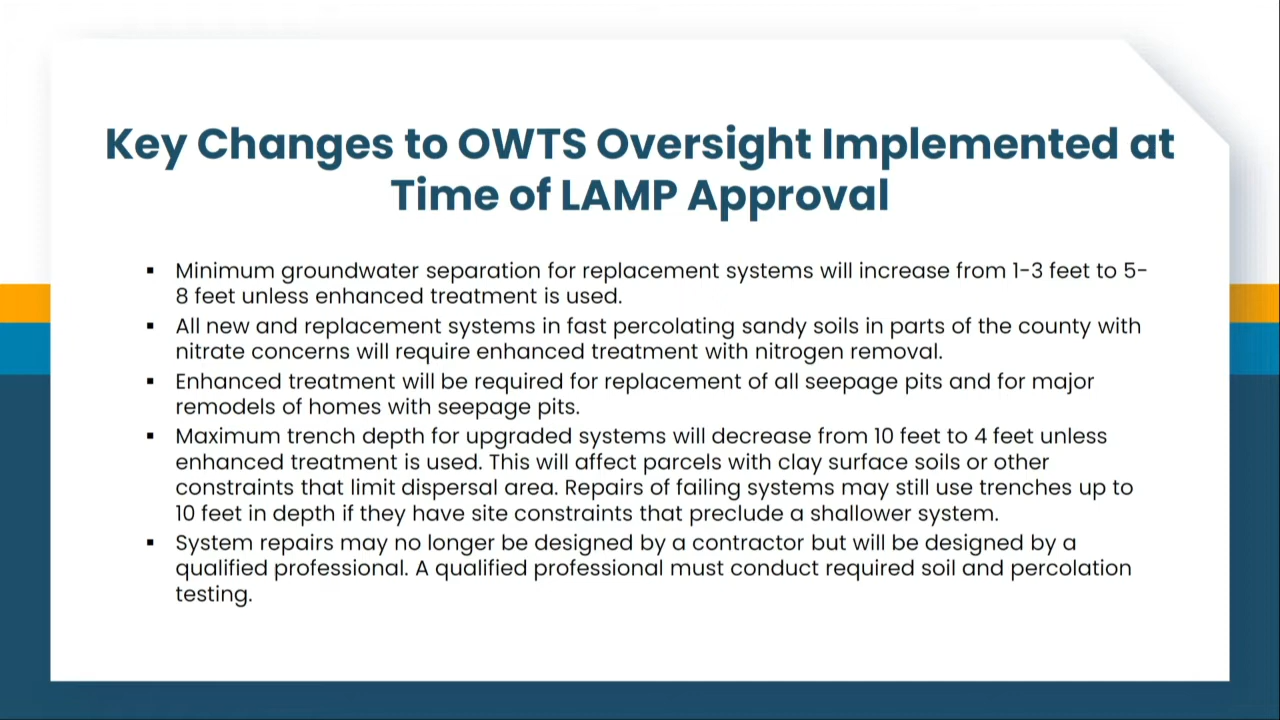 Key Changes to OWTS Oversight Implemented at
Time of LAMP Approval
▪ Minimum groundwater separation for replacement systems will increase from 1-3 feet to 5-
8 feet unless enhanced treatment is used.
▪ All new and replacement systems in fast percolating sandy soils in parts of the county with
nitrate concerns will require enhanced treatment with nitrogen removal.
▪ Enhanced treatment will be required for replacement of all seepage pits and for major
remodels of homes with seepage pits.
▪ Maximum trench depth for upgraded systems will decrease from 10 feet to 4 feet unless
enhanced treatment is used. This will affect parcels with clay surface soils or other
constraints that limit dispersal area. Repairs of failing systems may still use trenches up to
10 feet in depth if they have site constraints that preclude a shallower system.
▪ System repairs may no longer be designed by a contractor but will be designed by a
qualified professional. A qualified professional must conduct required soil and percolation
testing.